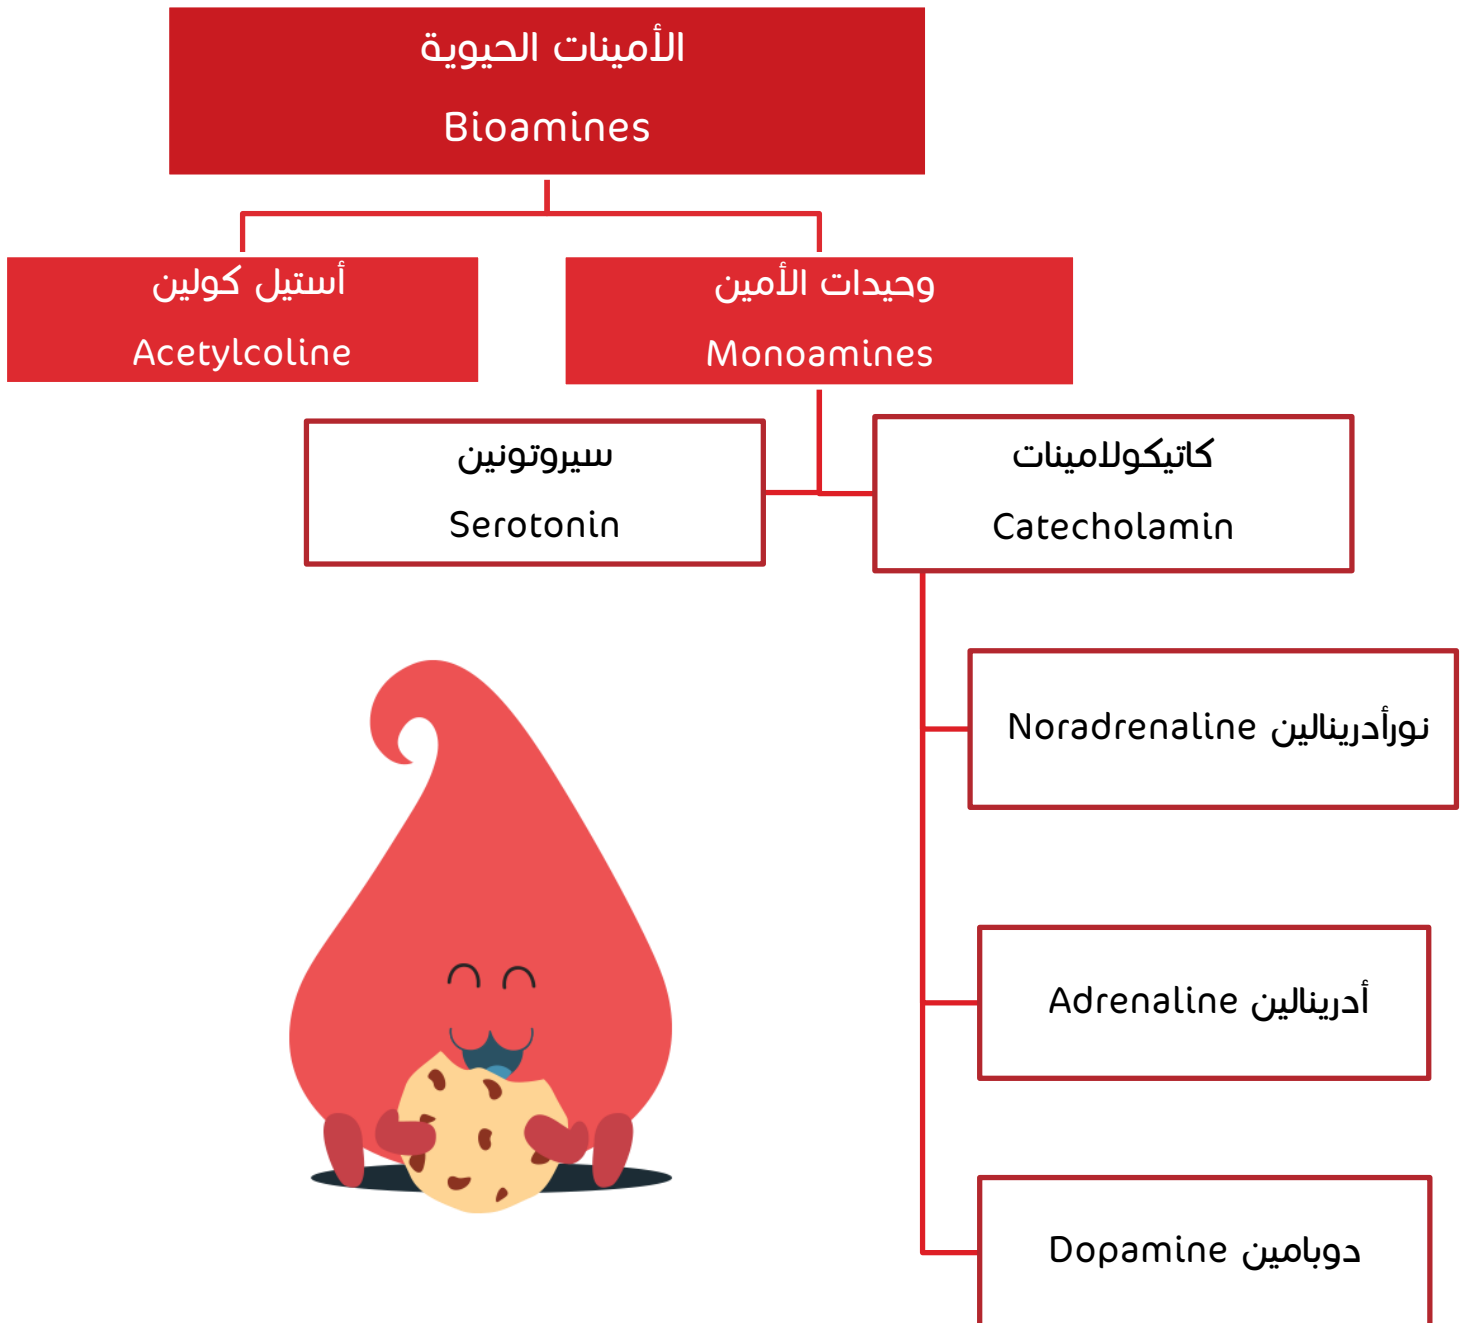 الأمينات الحيوية
Bioamines
أستيل كولين
Acetylcoline
وحيدات الأمين
Monoamines
سيروتونين
Serotonin
كاتيكولامينات
Catecholamin
نورأدرينالين Noradrenaline
أدرينالين Adrenaline
دوبامين Dopamine